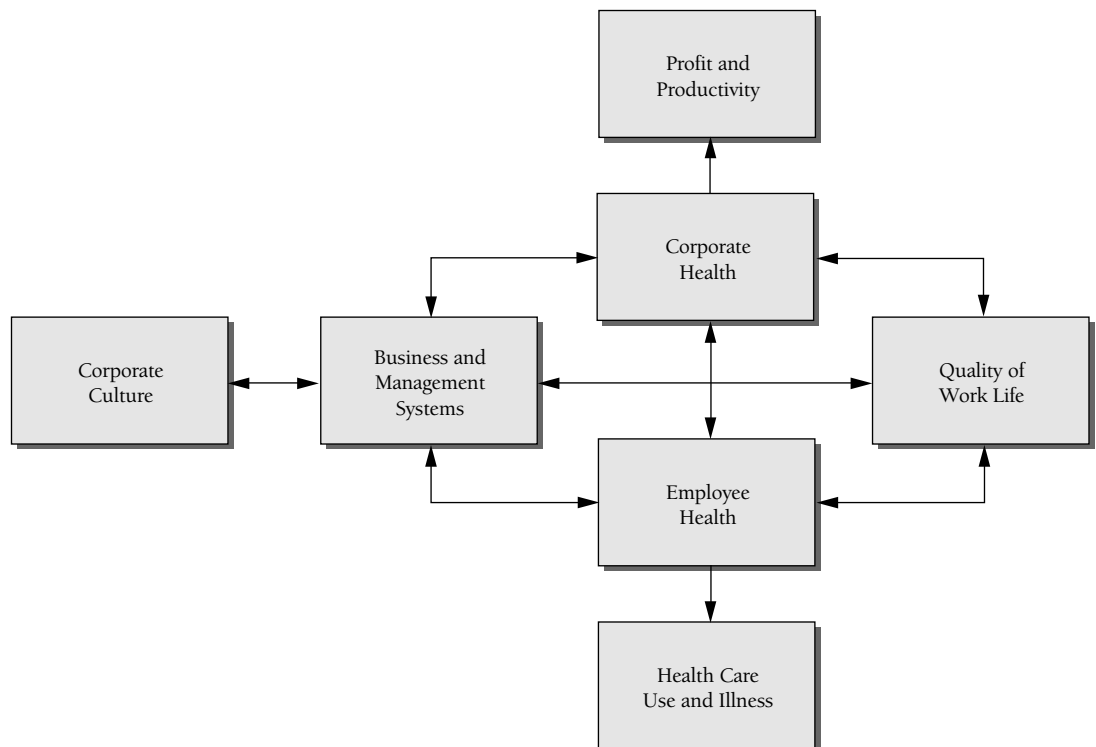 Profit and
Productivity
Corporate
Health
Corporate
Culture
Business and
Management
Systems
Quality of
Work Life
Employee
Health
Health Care
Use and Illness